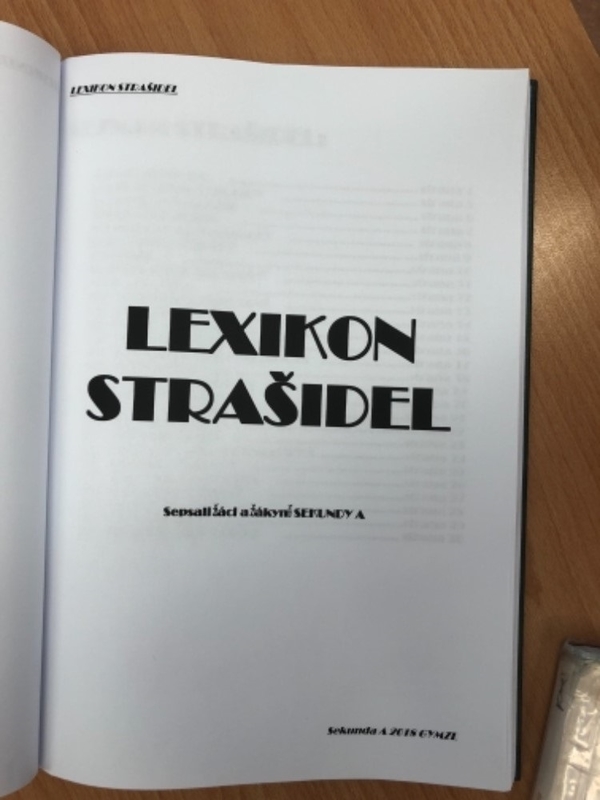 LEXIKON STRAŠIDEL
LEXIKON
STRAŠIDEL
Sepsali žáci a žákyně SEKUNDY A
Sekunda A 2018 GYMZL